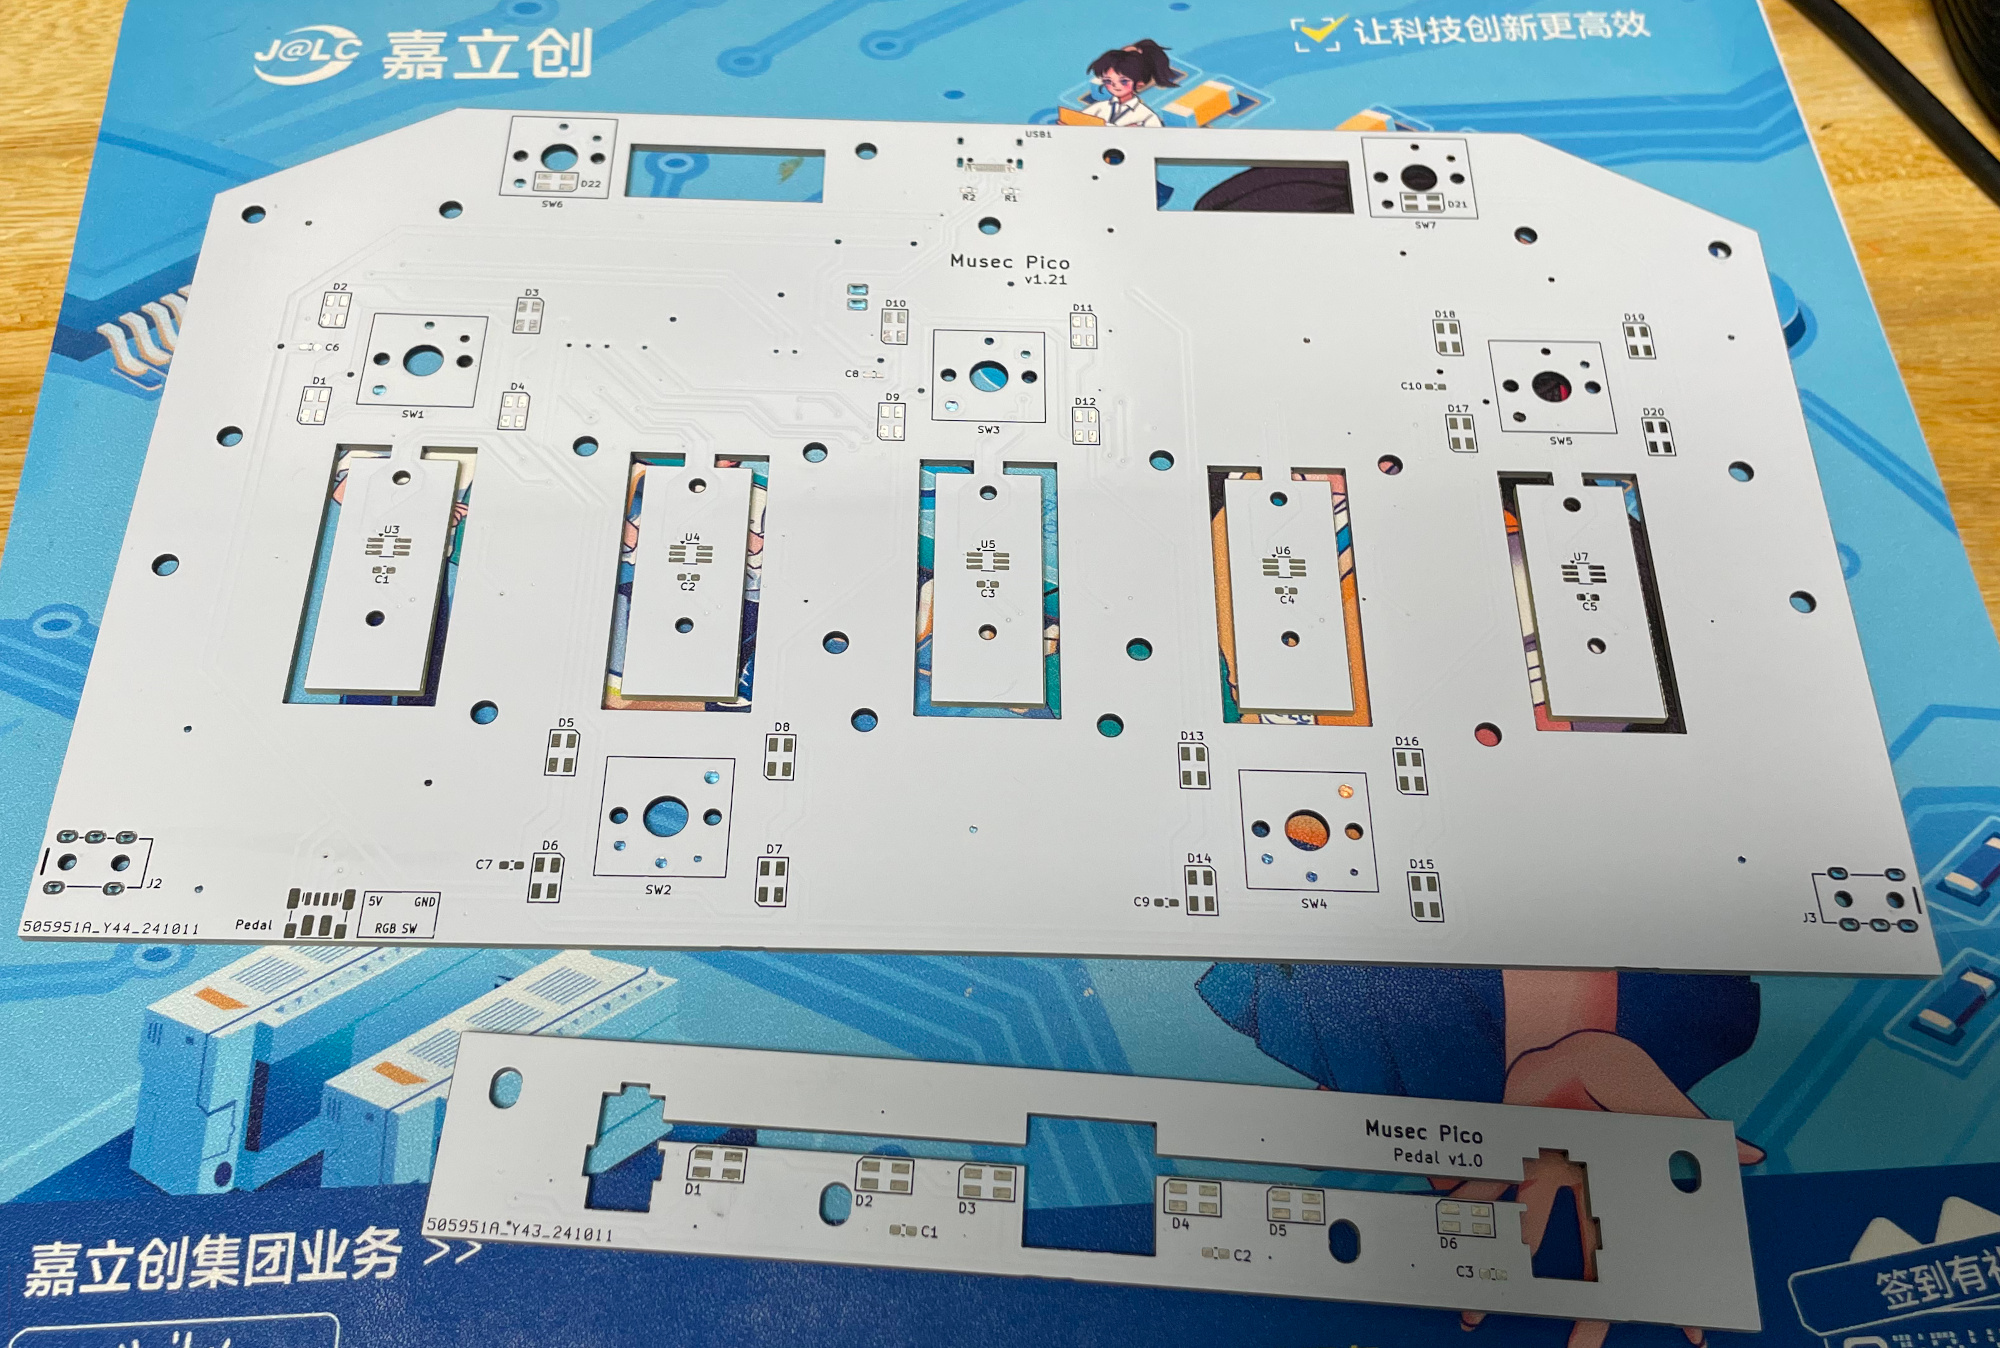 J@LC 嘉立创
让科技创新更高效
USB1
D22
SW6
R2
R1
D21
SW7
Musec Pico
v1.21
D2
D3
D10
D11
D18
D19
C6
C8
C10
D1
D4
D9
D12
D17
D20
SW1
SW3
SW5
U3
U4
U5
U6
U7
C1
C2
C3
C4
C5
D5
D8
D13
D16
D6
D7
D14
D15
C7
C9
SW2
SW4
J2
J3
505951A_Y44_241011
Pedal
5V GND
RGB SW
Musec Pico
Pedal v1.0
D1
D2
D3
D4
D5
D6
C1
C2
C3
505951A_Y43_241011
嘉立创集团业务 >>
签到有